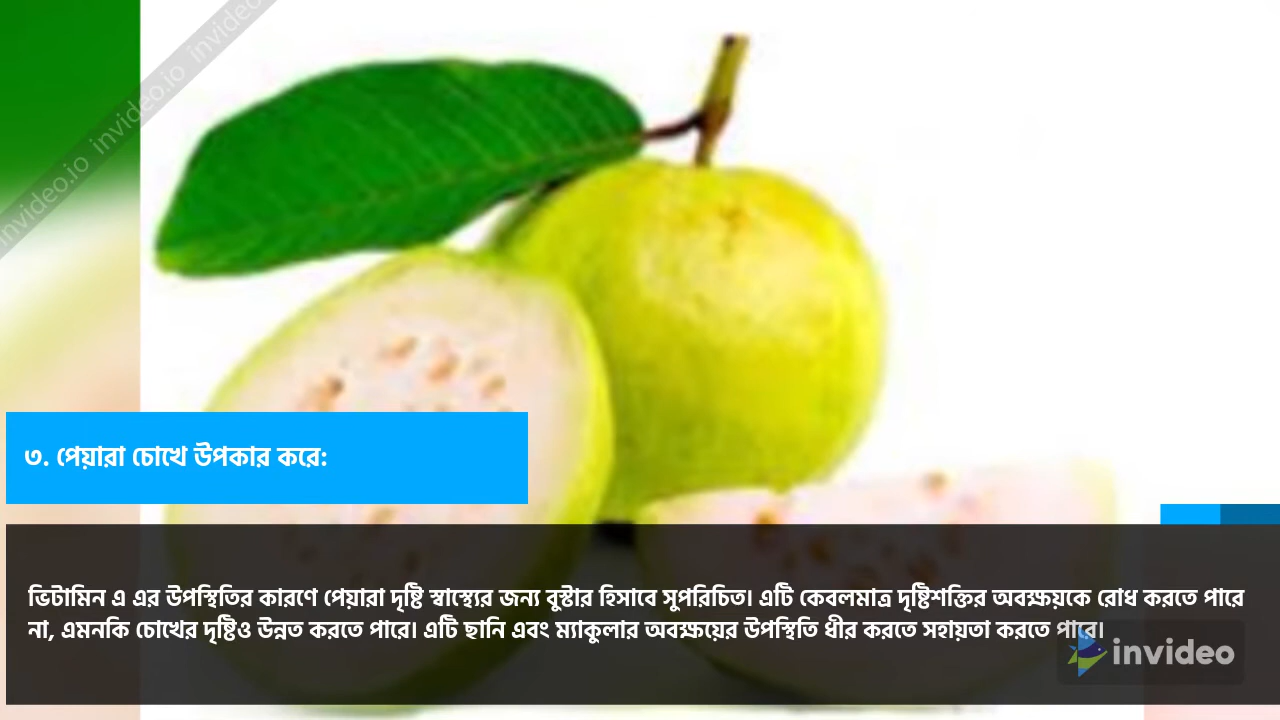 invideo.io invideo.io invideo
৩. পেয়ারা চোখে উপকার করে:
ভিটামিন এ এর উপস্থিতির কারণে পেয়ারা দৃষ্টি স্বাস্থ্যের জন্য বুস্টার হিসাবে সুপরিচিত। এটি কেবলমাত্র দৃষ্টিশক্তির অবক্ষয়কে রোধ করতে পারে
না, এমনকি চোখের দৃষ্টিও উন্নত করতে পারে। এটি ছানি এবং ম্যাকুলার অবক্ষয়ের উপস্থিতি ধীর করতে সহায়তা করতে পারে।
invideo